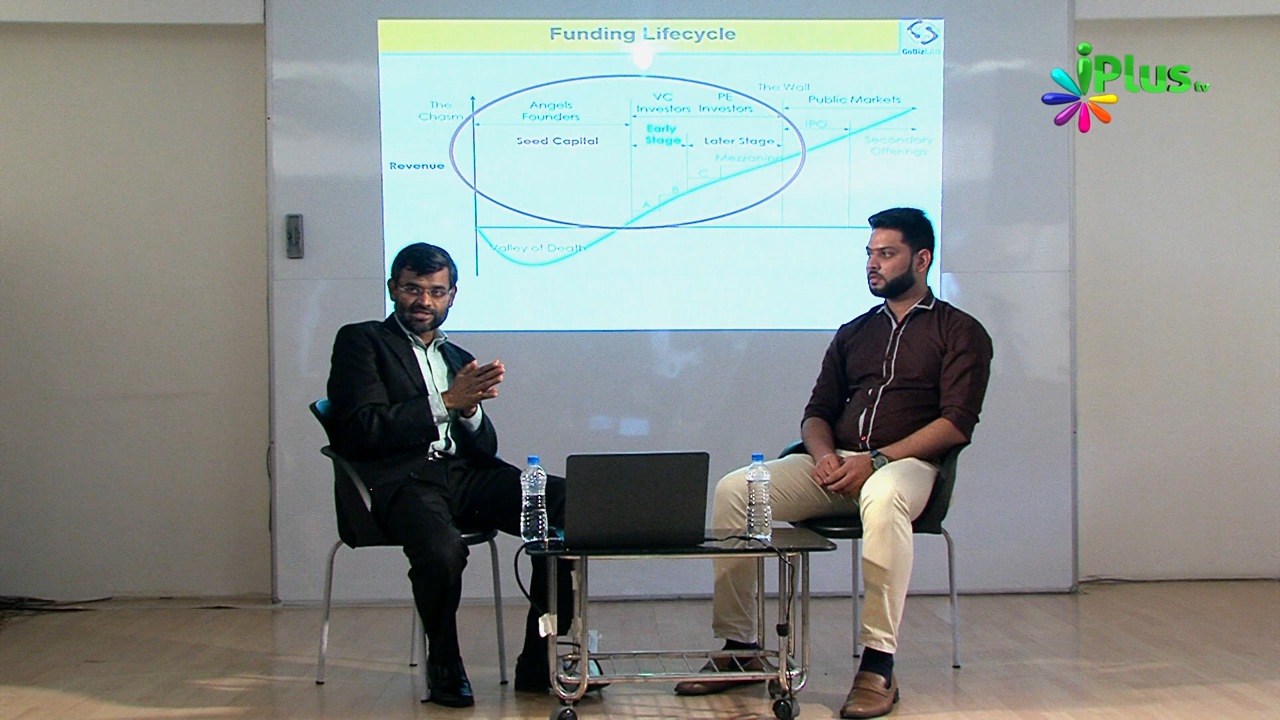 Funding Lifecycle
GoBizLAB
iPlus tv
The Wall
The
Chasm
Angels
Founders
VC
Investors
PE
Investors
Public Markets
Early
Stage
IPO
Seed Capital
Later Stage
Secondary
Offerings
Mezzanine
Revenue
C
B
A
Valley of Death